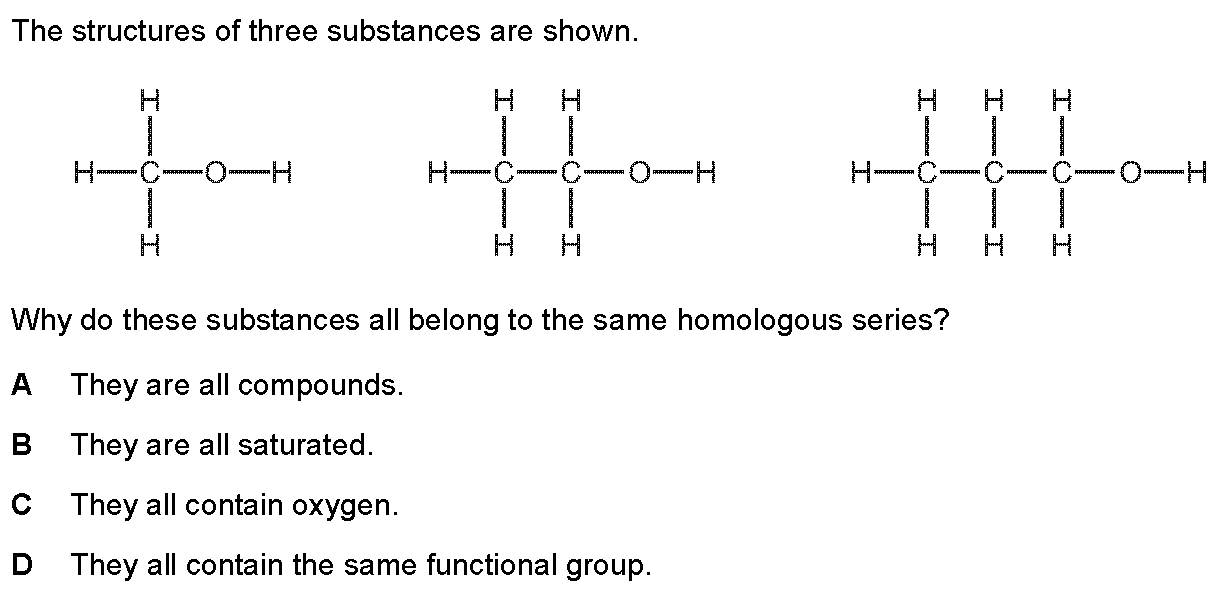 The structures of three substances are shown.
H H H H H H
H—C—O—H H—C—C—O—H H—C—C—C—O—H
H H H H H H
Why do these substances all belong to the same homologous series?
A They are all compounds.
B They are all saturated.
C They all contain oxygen.
D They all contain the same functional group.